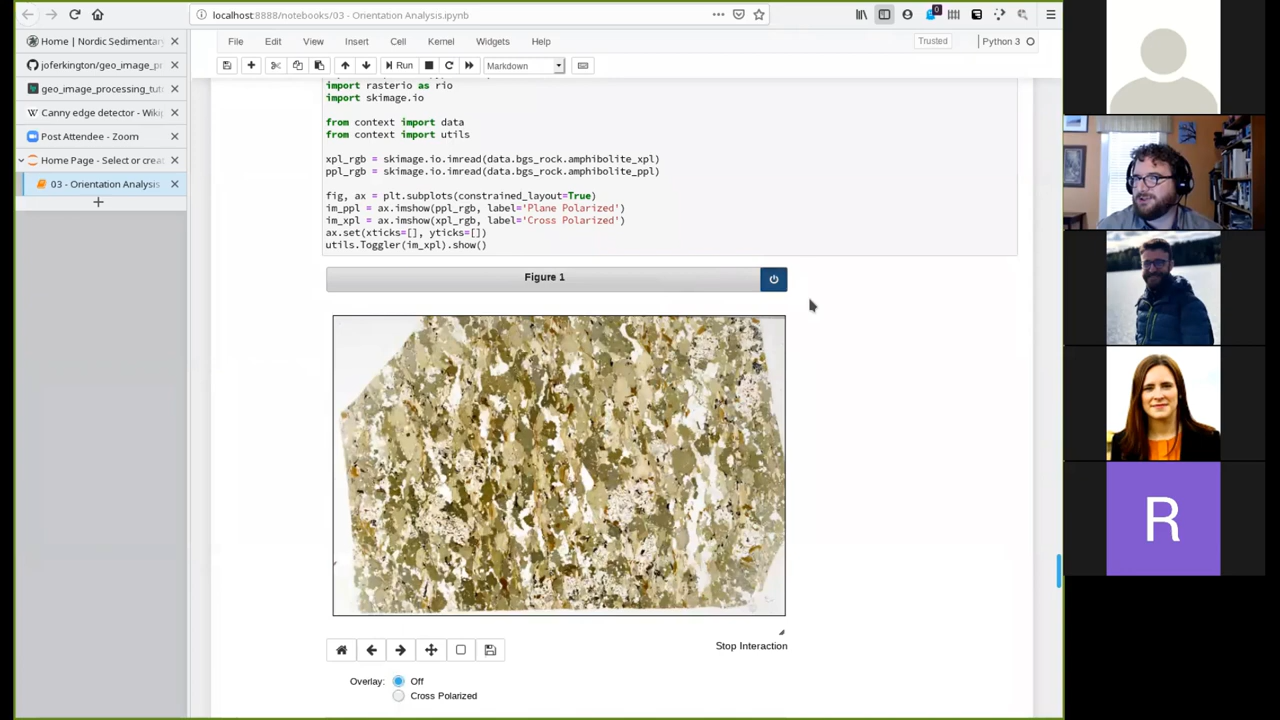 localhost:8888/notebooks/03 - Orientation Analysis.ipynb
Home | Nordic Sedimentar
joferkington/geo_image_p
geo_image_processing_tut
Canny edge detector - Wiki
Post Attendee - Zoom
Home Page - Select or crea
03 - Orientation Analysis
File Edit View Insert Cell Kernel Widgets Help
Trusted
Python 3
Run
Markdown
import rasterio as rio
import skimage.io
from context import data
from context import utils
xpl_rgb = skimage.io.imread(data.bgs_rock.amphibolite_xpl)
ppl_rgb = skimage.io.imread(data.bgs_rock.amphibolite_ppl)
fig, ax = plt.subplots(constrained_layout=True)
im_ppl = ax.imshow(ppl_rgb, label='Plane Polarized')
im_xpl = ax.imshow(xpl_rgb, label='Cross Polarized')
ax.set(xticks=[], yticks=[])
utils.Toggler(im_xpl).show()
Figure 1
Stop Interaction
Overlay: Off
Cross Polarized
0
R